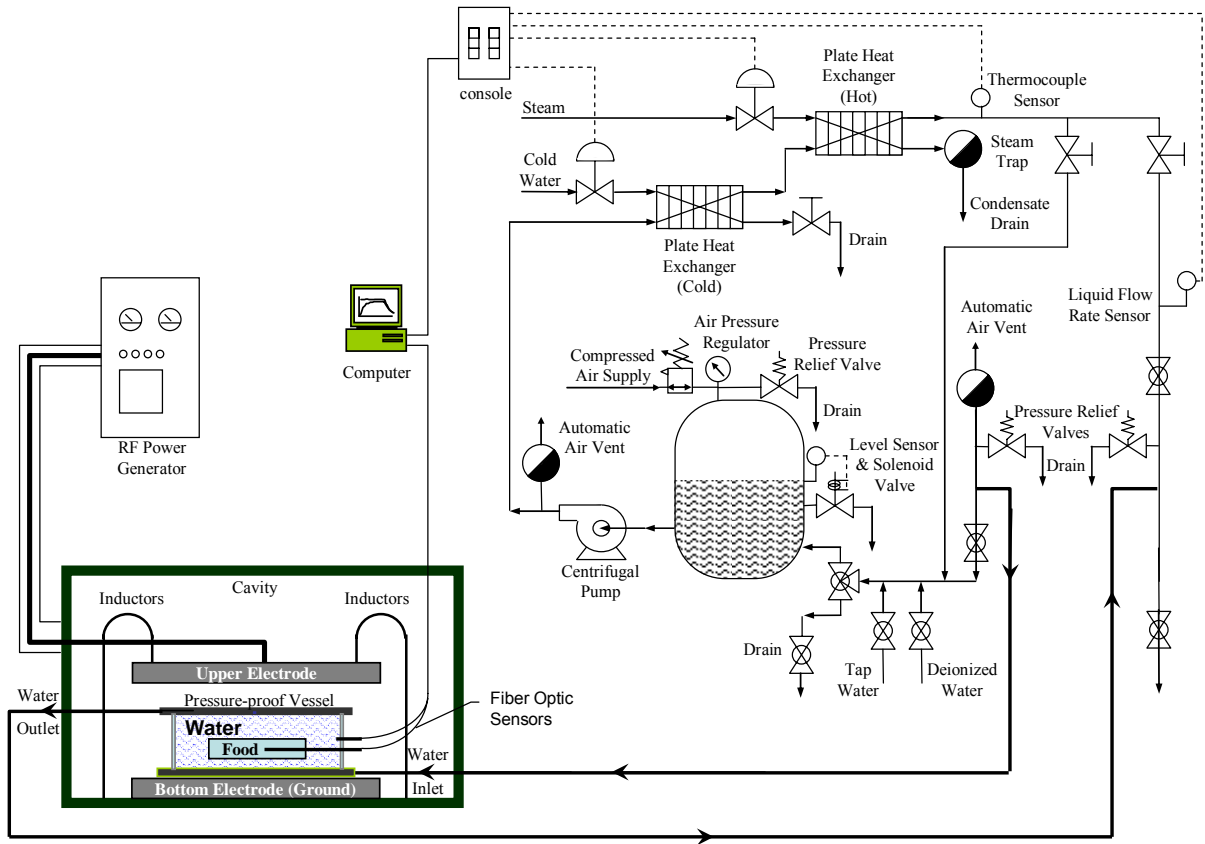 console
Steam
Plate Heat
Exchanger
(Hot)
Thermocouple
Sensor
Steam
Trap
Condensate
Drain
Cold
Water
Drain
Plate Heat
Exchanger
(Cold)
Liquid Flow
Rate Sensor
Automatic
Air Vent
Computer
RF Power
Generator
Air Pressure
Regulator
Compressed
Air Supply
Pressure
Relief Valve
Drain
Automatic
Air Vent
Level Sensor
& Solenoid
Valve
Pressure Relief
Valves
Drain
Centrifugal
Pump
Drain
Tap
Water
Deionized
Water
Cavity
Inductors
Inductors
Upper Electrode
Water
Outlet
Pressure-proof Vessel
Water
Food
Fiber Optic
Sensors
Water
Inlet
Bottom Electrode (Ground)